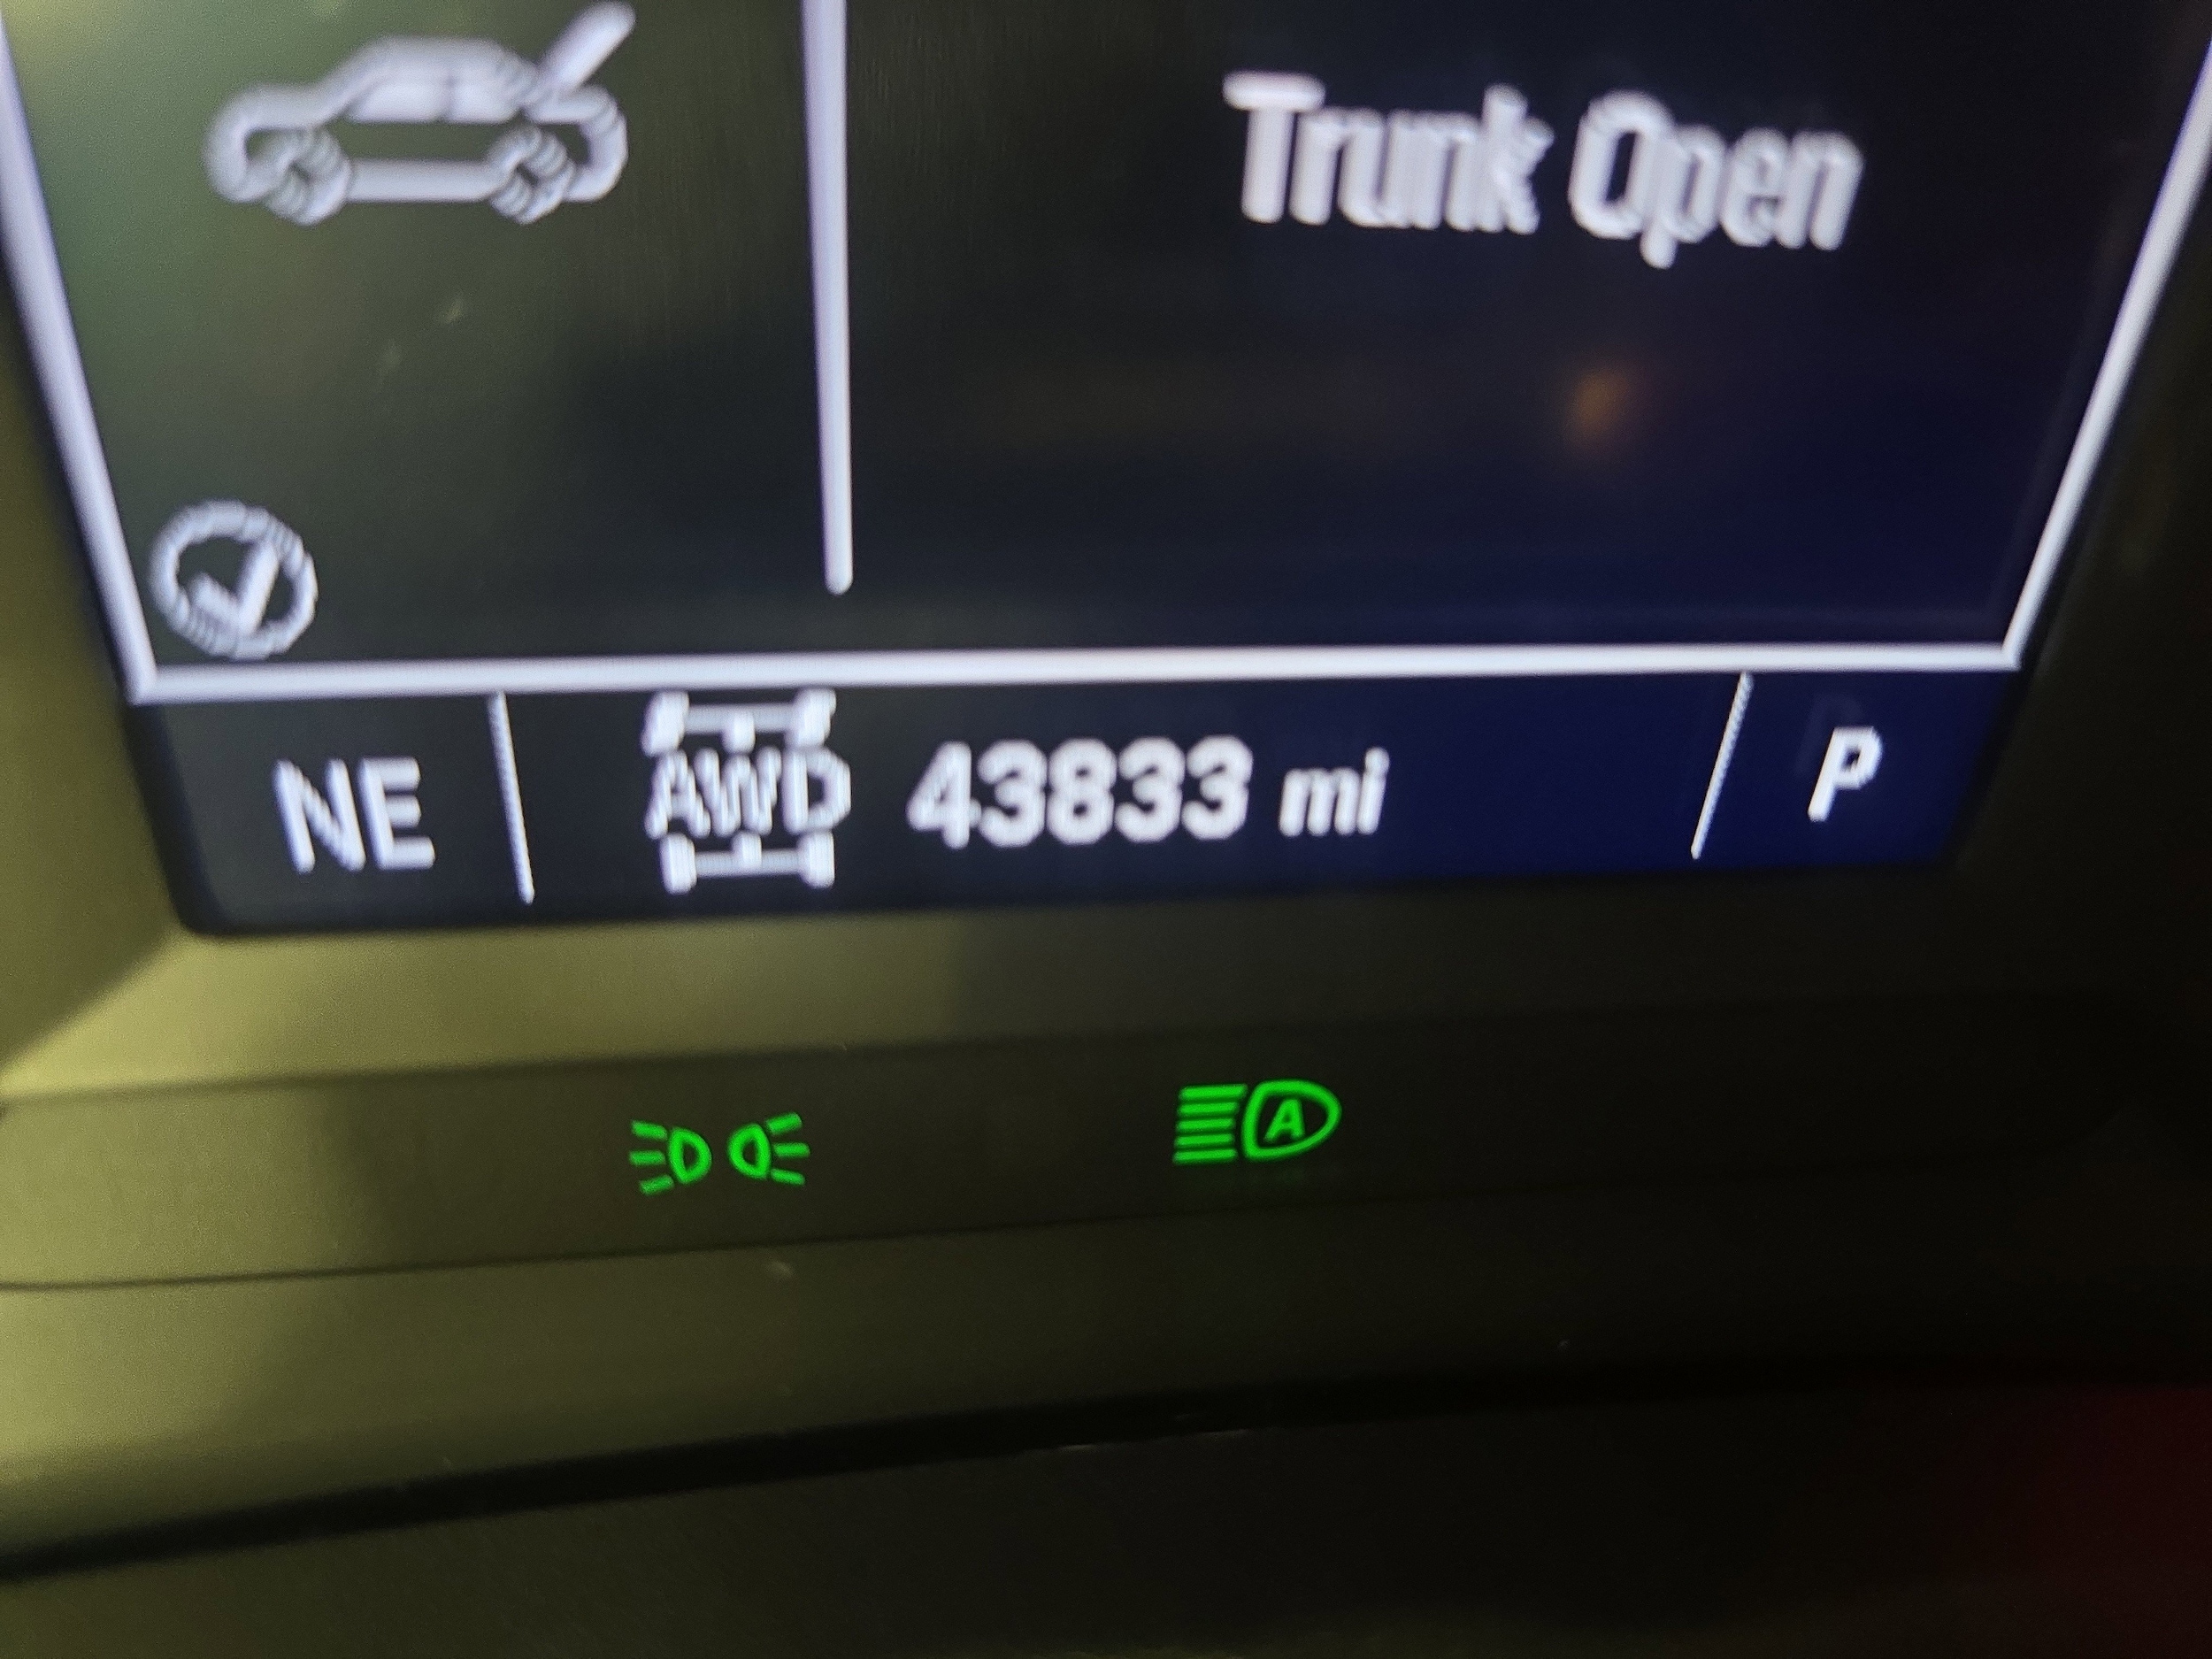 Trunk Open
NE AWD 43833 mi P
A